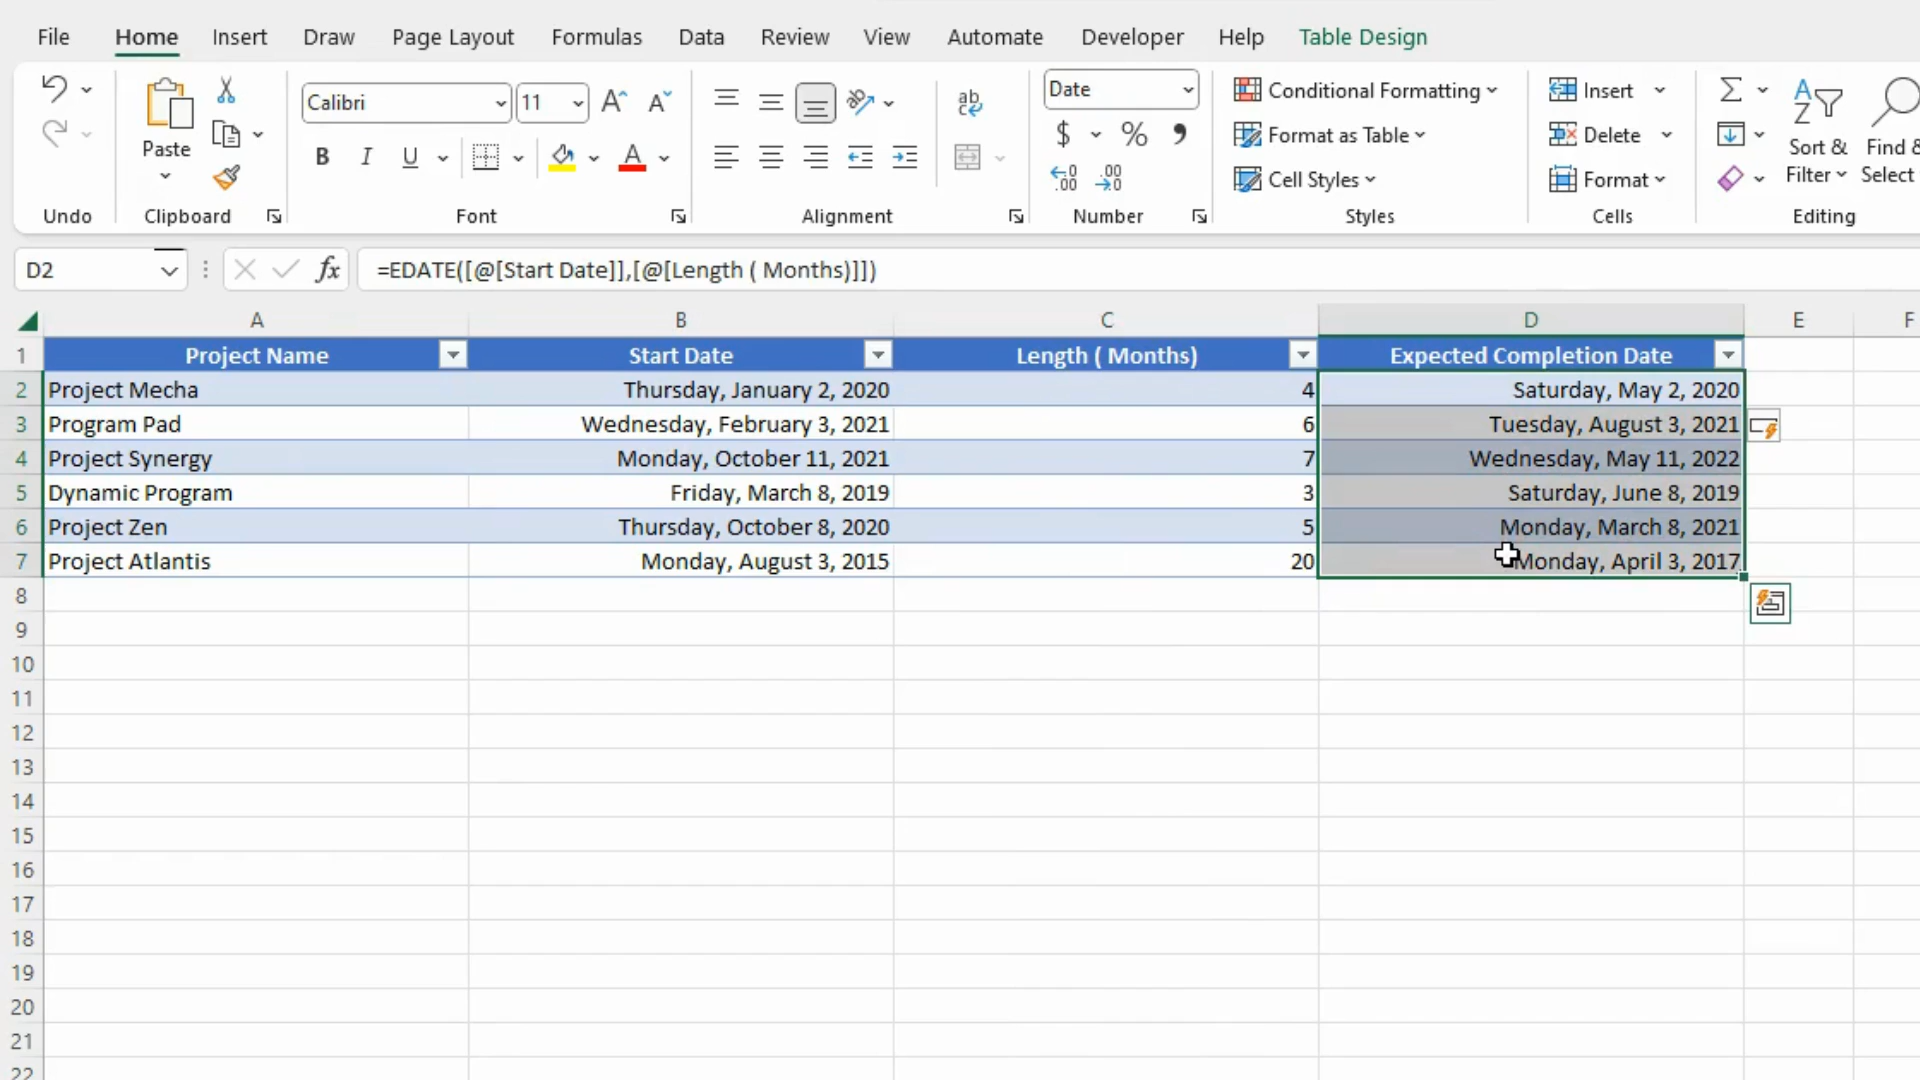 File Home Insert Draw Page Layout Formulas Data Review View Automate Developer Help Table Design
Calibri 11 ab Date Conditional Formatting Insert Σ
Paste $ % Format as Table Delete Sort & Filter Find & Select
B I U A Cell Styles Format
Undo Clipboard Font Alignment Number Styles Cells Editing
D2 fx =EDATE([@[Start Date]],[@[Length ( Months)]])
A B C D E F
1 Project Name Start Date Length ( Months) Expected Completion Date
2 Project Mecha Thursday, January 2, 2020 4 Saturday, May 2, 2020
3 Program Pad Wednesday, February 3, 2021 6 Tuesday, August 3, 2021
4 Project Synergy Monday, October 11, 2021 7 Wednesday, May 11, 2022
5 Dynamic Program Friday, March 8, 2019 3 Saturday, June 8, 2019
6 Project Zen Thursday, October 8, 2020 5 Monday, March 8, 2021
7 Project Atlantis Monday, August 3, 2015 20 Monday, April 3, 2017
8
9
10
11
12
13
14
15
16
17
18
19
20
21
22